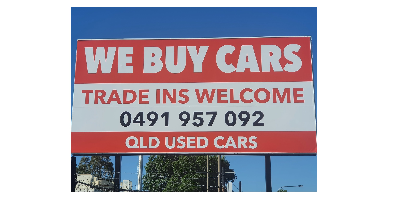 WE BUY CARS
TRADE INS WELCOME
0491 957 092
QLD USED CARS